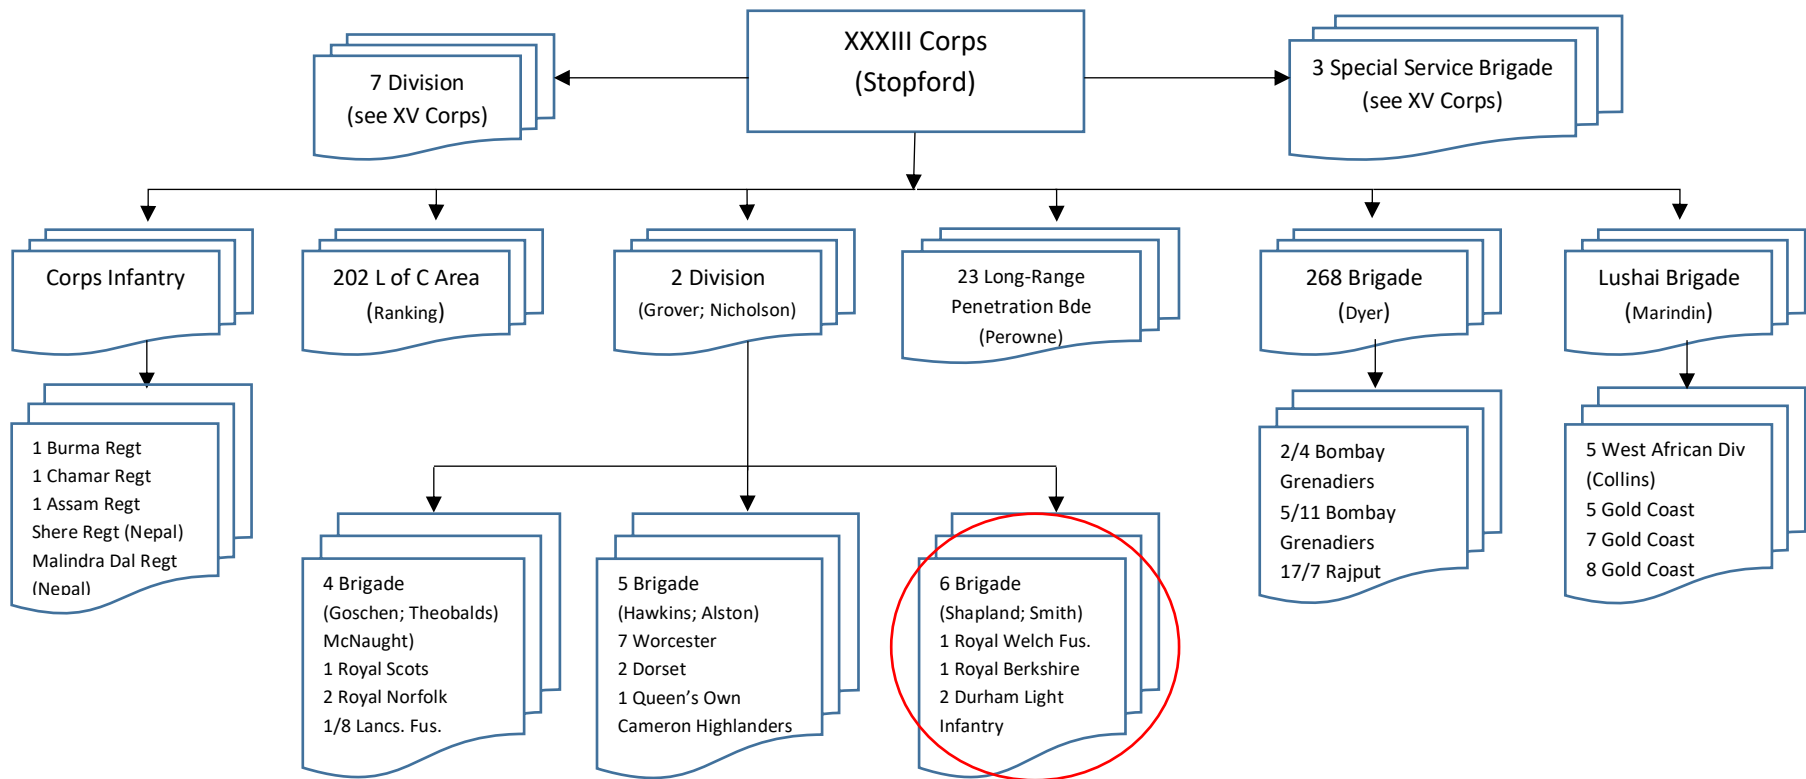 XXXIII Corps
(Stopford)
7 Division
(see XV Corps)
3 Special Service Brigade
(see XV Corps)
Corps Infantry
202 L of C Area
(Ranking)
2 Division
(Grover; Nicholson)
23 Long-Range
Penetration Bde
(Perowne)
268 Brigade
(Dyer)
Lushai Brigade
(Marindin)
1 Burma Regt
1 Chamar Regt
1 Assam Regt
Shere Regt (Nepal)
Malindra Dal Regt
(Nepal)
4 Brigade
(Goschen; Theobalds)
McNaught)
1 Royal Scots
2 Royal Norfolk
1/8 Lancs. Fus.
5 Brigade
(Hawkins; Alston)
7 Worcester
2 Dorset
1 Queen’s Own
Cameron Highlanders
6 Brigade
(Shapland; Smith)
1 Royal Welch Fus.
1 Royal Berkshire
2 Durham Light
Infantry
2/4 Bombay
Grenadiers
5/11 Bombay
Grenadiers
17/7 Rajput
5 West African Div
(Collins)
5 Gold Coast
7 Gold Coast
8 Gold Coast